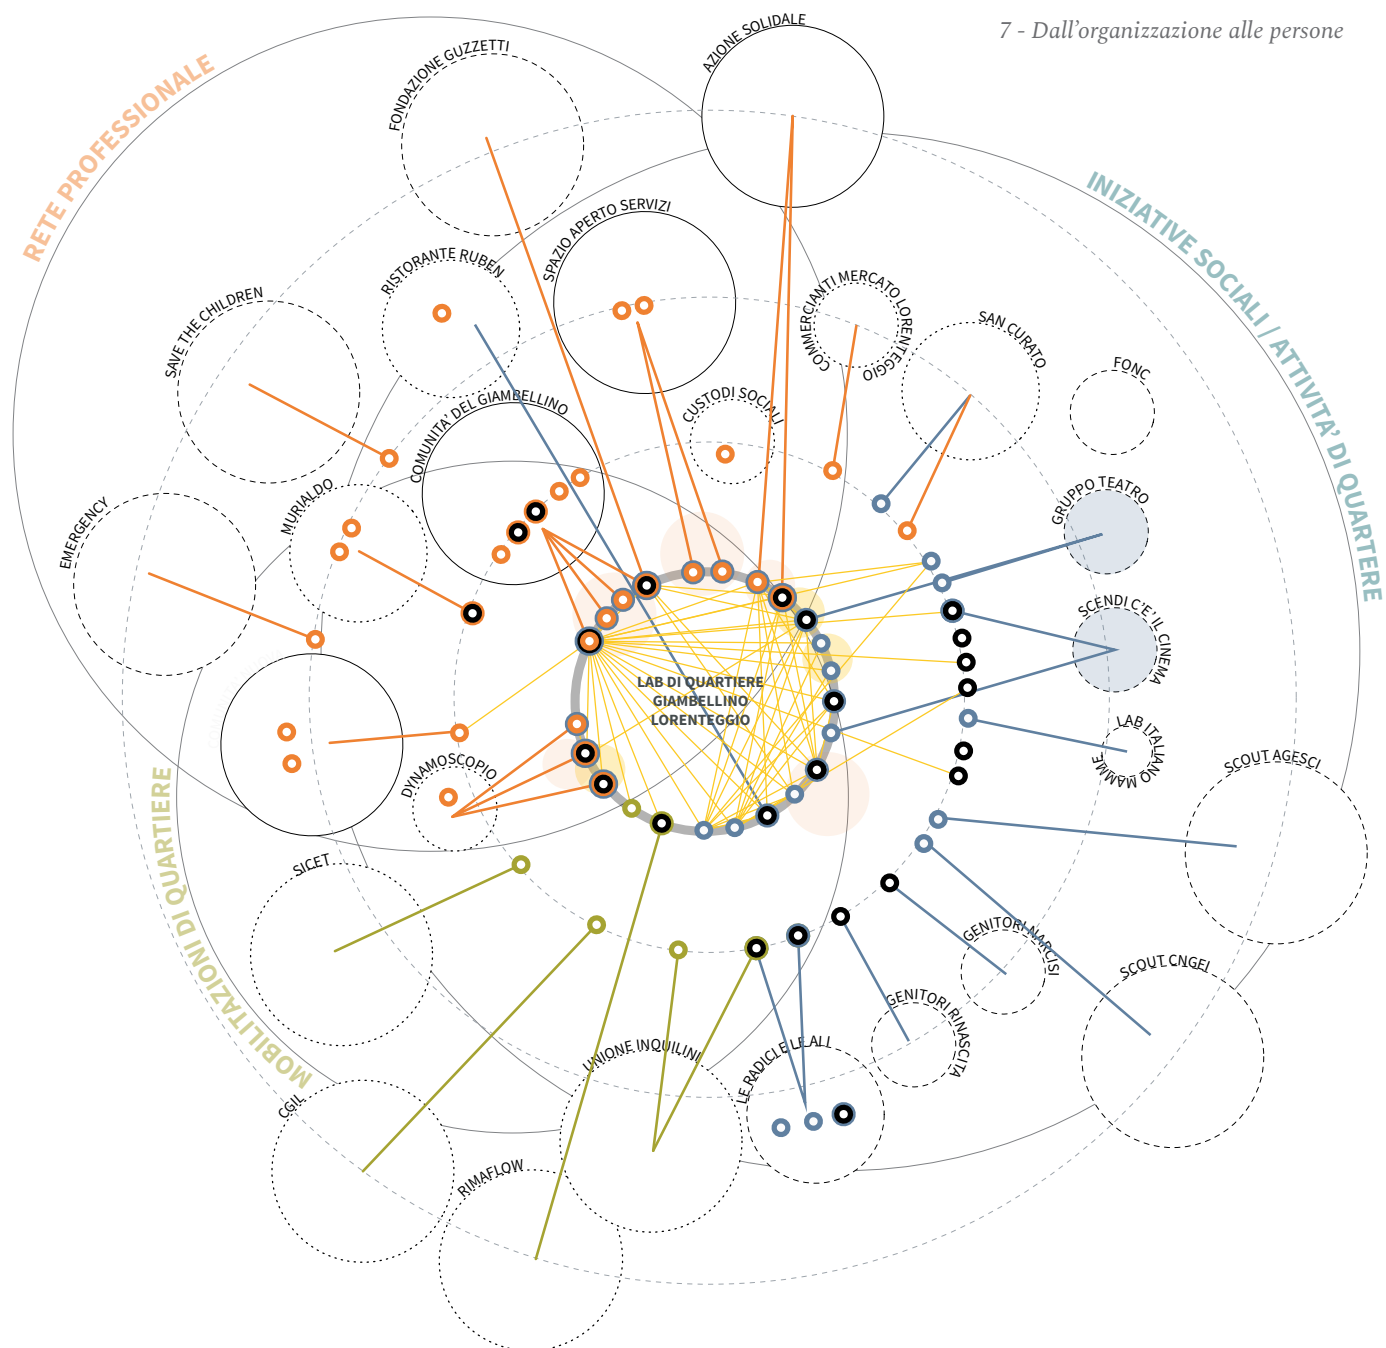 7 - Dall’organizzazione alle persone
AZIONE SOLIDALE
FONDAZIONE GUZZETTI
RETE PROFESSIONALE
INIZIATIVE SOCIALI / ATTIVITA’ DI QUARTIERE
SPAZIO APERTO SERVIZI
RISTORANTE RUBEN
COMMERCIANTI MERCATO LORENTEGGIO
SAVE THE CHILDREN
SAN CURATO
FONC
CUSTODI SOCIALI
COMUNITA’ DEL GIAMBELLINO
MURIALDO
GRUPPO TEATRO
EMERGENCY
SCENDI C’E’ IL CINEMA
LAB DI QUARTIERE
GIAMBELLINO
LORENTEGGIO
LAB ITALIANO MAMME
DYNAMOSCOPIO
SCOUT AGESCI
MOBILITAZIONI DI QUARTIERE
SICET
GENITORI NARCISI
SCOUT CNGEI
GENITORI RINASCITA
UNIONE INQUILINI
LE RADICI E LE ALI
CGIL
RIMAFLOW